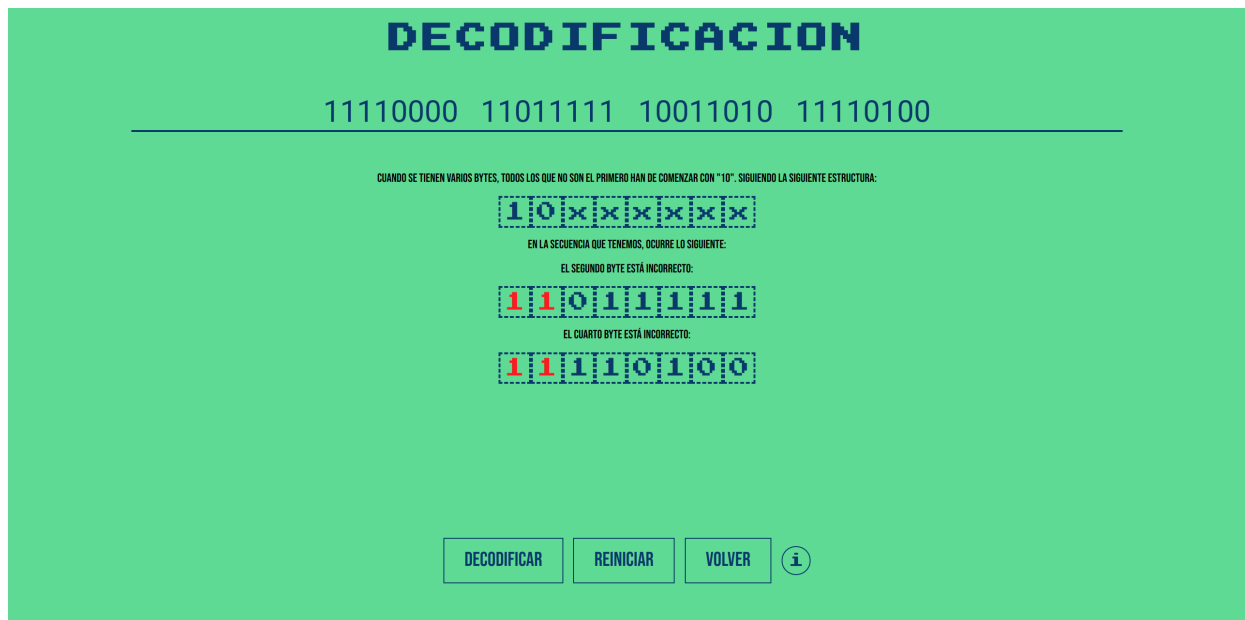 DECODIFICACION
11110000 11011111 10011010 11110100
CUANDO SE TIENEN VARIOS BYTES, TODOS LOS QUE NO SON EL PRIMERO HAN DE COMENZAR CON "10". SIGUIENDO LA SIGUIENTE ESTRUCTURA:
1 0 x x x x x x
EN LA SECUENCIA QUE TENEMOS, OCURRE LO SIGUIENTE:
EL SEGUNDO BYTE ESTÁ INCORRECTO:
1 1 0 1 1 1 1 1
EL CUARTO BYTE ESTÁ INCORRECTO:
1 1 1 1 0 1 0 0
DECODIFICAR REINICIAR VOLVER i